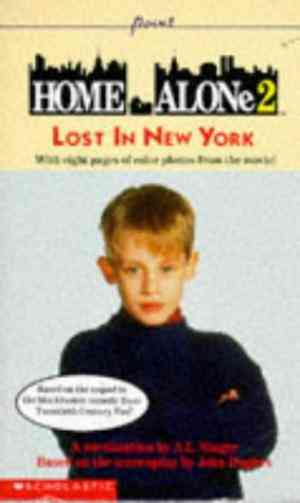 Point
HOME ALONe 2
LOST IN NEW YORK
With eight pages of color photos from the movie!
Based on the sequel to
the blockbuster comedy from
Twentieth Century Fox!
A novelization by A.L. Singer
Based on the screenplay by John Hughes
SCHOLASTIC